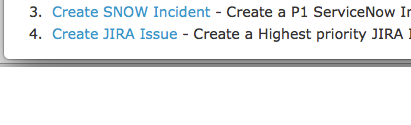 3. Create SNOW Incident - Create a P1 ServiceNow
4. Create JIRA Issue - Create a Highest priority JIRA